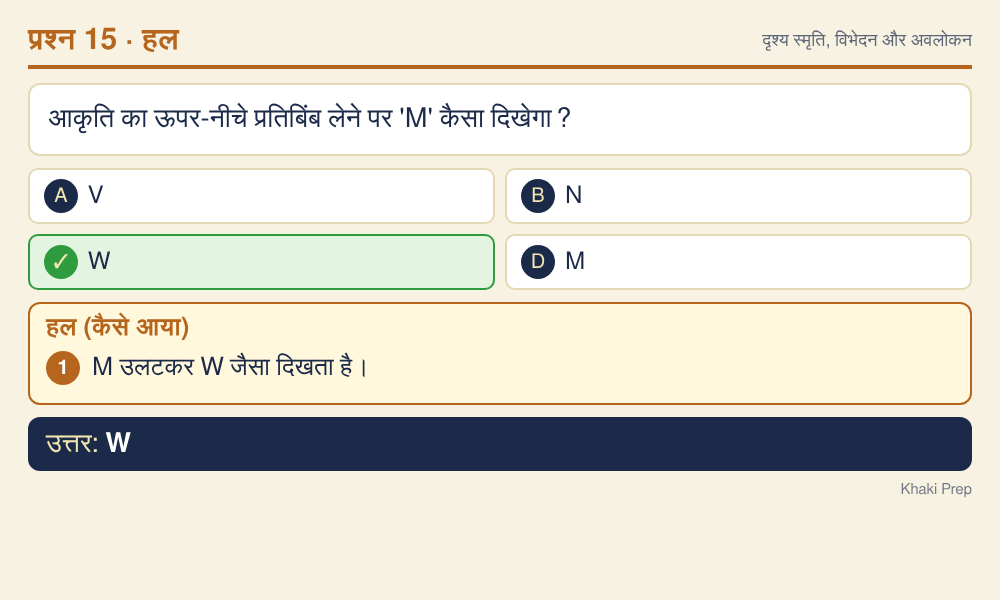 प्रश्न 15 · हल
दृश्य स्मृति, विभेदन और अवलोकन
आकृति का ऊपर-नीचे प्रतिबिंब लेने पर 'M' कैसा दिखेगा ?
A V
B N
✓ W
D M
हल (कैसे आया)
1 M उलटकर W जैसा दिखता है।
उत्तर: W
Khaki Prep